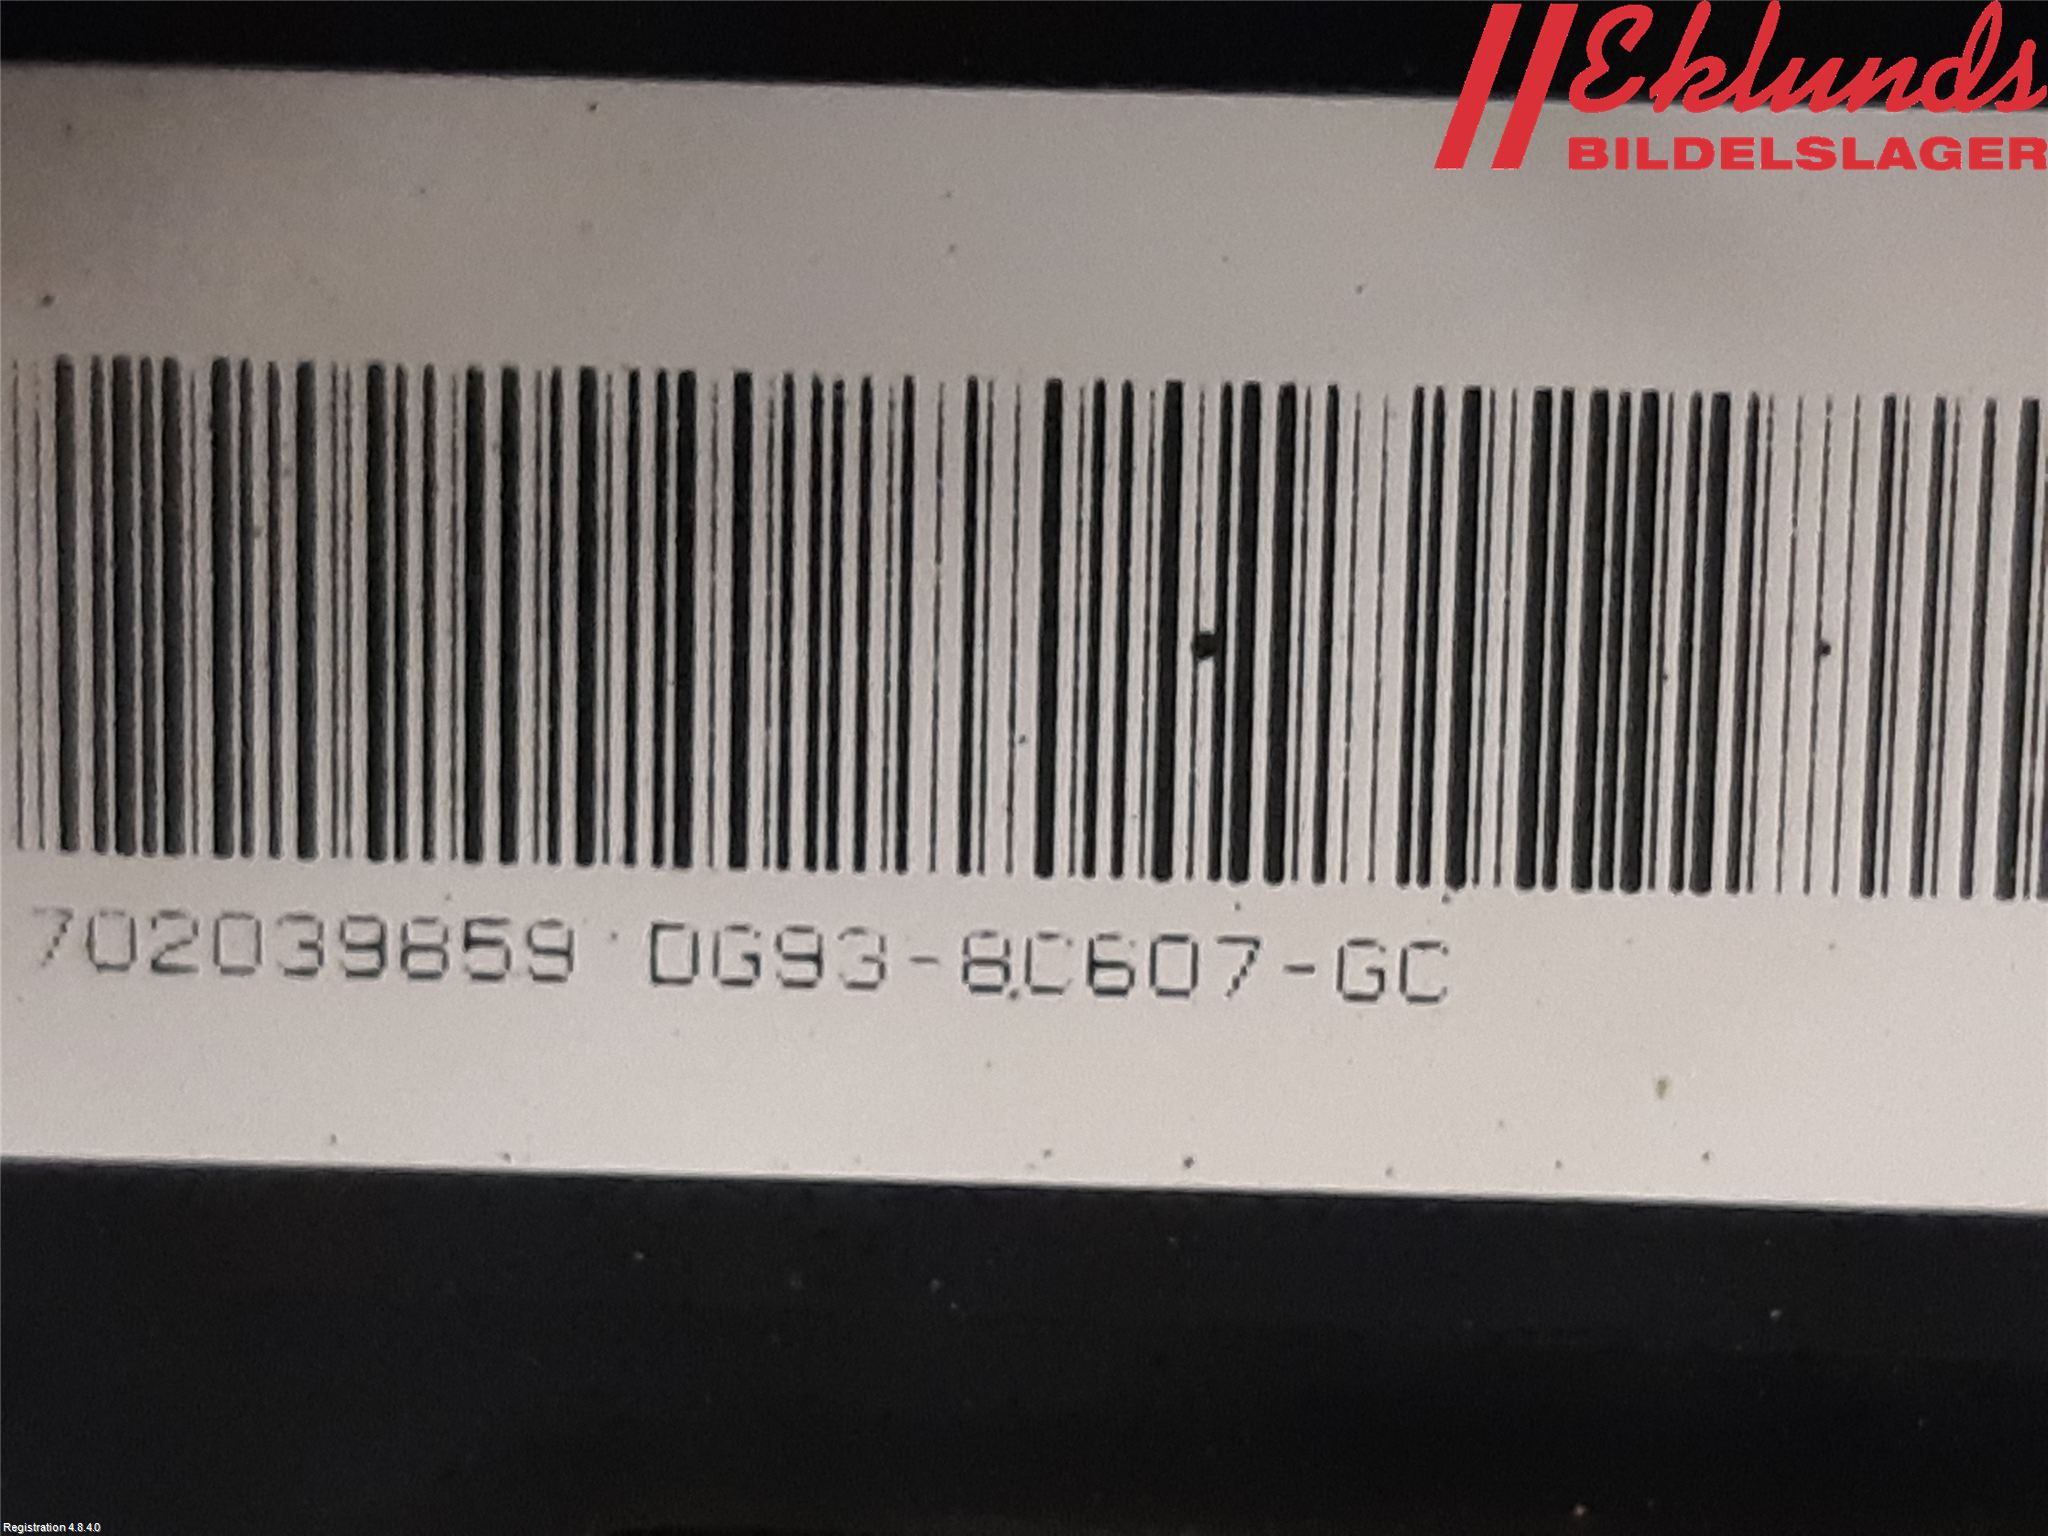 Eklunds
BILDELSLAGER
702039859 DG93-8C607-GC
Registration 4.8.4.0